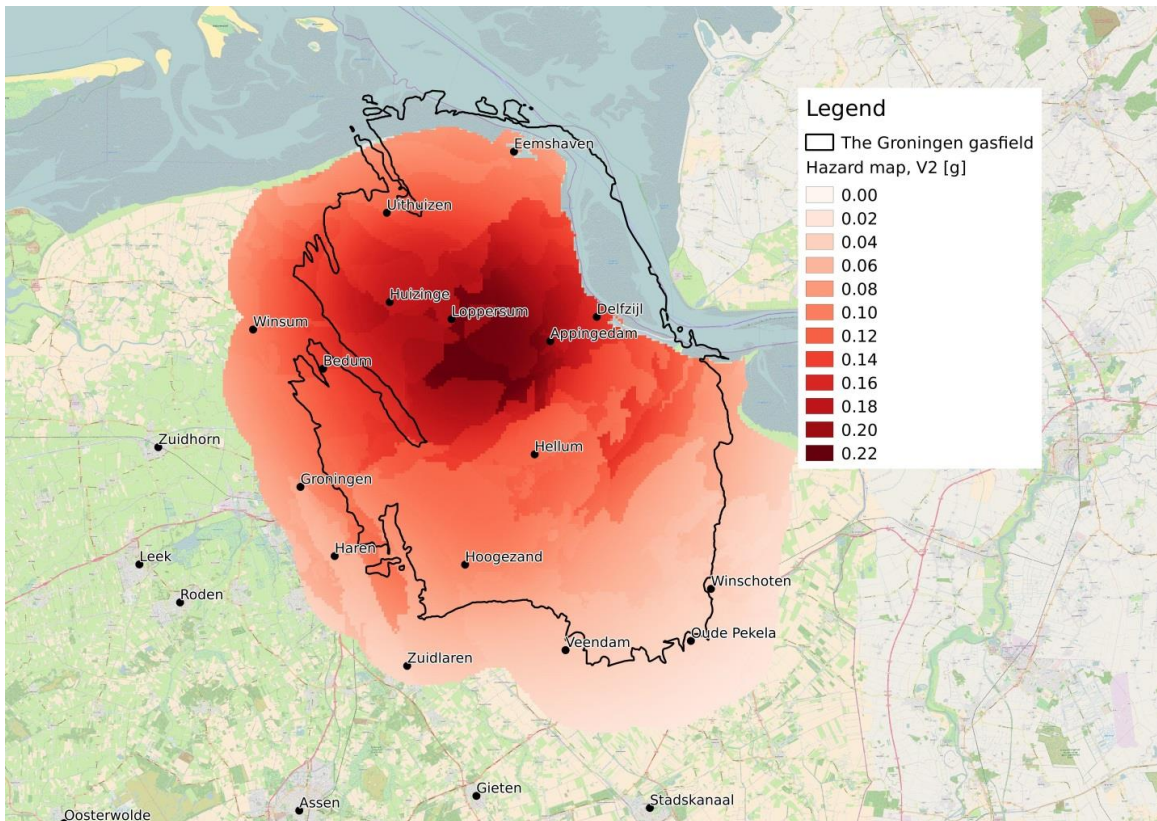 Legend
The Groningen gasfield
Hazard map, V2 [g]
0.00
0.02
0.04
0.06
0.08
0.10
0.12
0.14
0.16
0.18
0.20
0.22
Eemshaven
Uithuizen
Huizinge
Loppersum
Delfzijl
Winsum
Appingedam
Bedum
Zuidhorn
Hellum
Groningen
Haren
Leek
Hoogezand
Roden
Winschoten
Veendam
Oude Pekela
Zuidlaren
Gieten
Assen
Stadskanaal
Oosterwolde